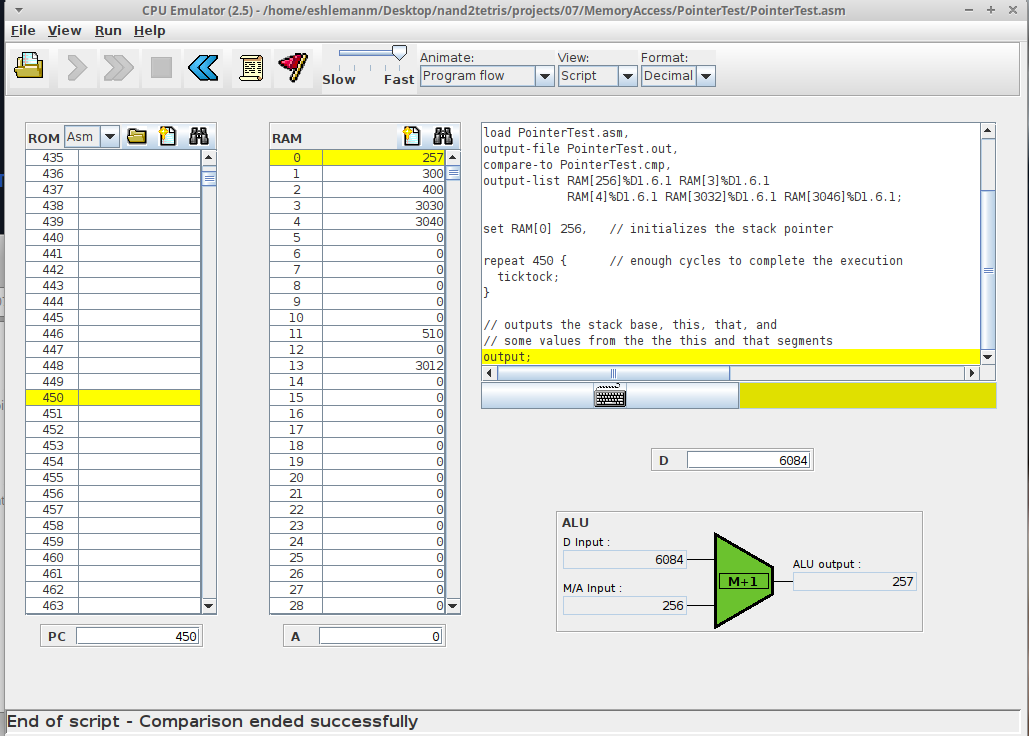 CPU Emulator (2.5) - /home/eshlemanm/Desktop/nand2tetris/projects/07/MemoryAccess/PointerTest/PointerTest.asm
File View Run Help
Slow Fast
Animate:
Program flow
View:
Script
Format:
Decimal
ROM Asm
435
436
437
438
439
440
441
442
443
444
445
446
447
448
449
450
451
452
453
454
455
456
457
458
459
460
461
462
463
PC 450
RAM
0 257
1 300
2 400
3 3030
4 3040
5 0
6 0
7 0
8 0
9 0
10 0
11 510
12 0
13 3012
14 0
15 0
16 0
17 0
18 0
19 0
20 0
21 0
22 0
23 0
24 0
25 0
26 0
27 0
28 0
A 0
load PointerTest.asm,
output-file PointerTest.out,
compare-to PointerTest.cmp,
output-list RAM[256]%D1.6.1 RAM[3]%D1.6.1
RAM[4]%D1.6.1 RAM[3032]%D1.6.1 RAM[3046]%D1.6.1;
set RAM[0] 256, // initializes the stack pointer
repeat 450 { // enough cycles to complete the execution
ticktock;
}
// outputs the stack base, this, that, and
// some values from the the this and that segments
output;
D 6084
ALU
D Input :
6084
M/A Input :
256
M+1
ALU output :
257
End of script - Comparison ended successfully